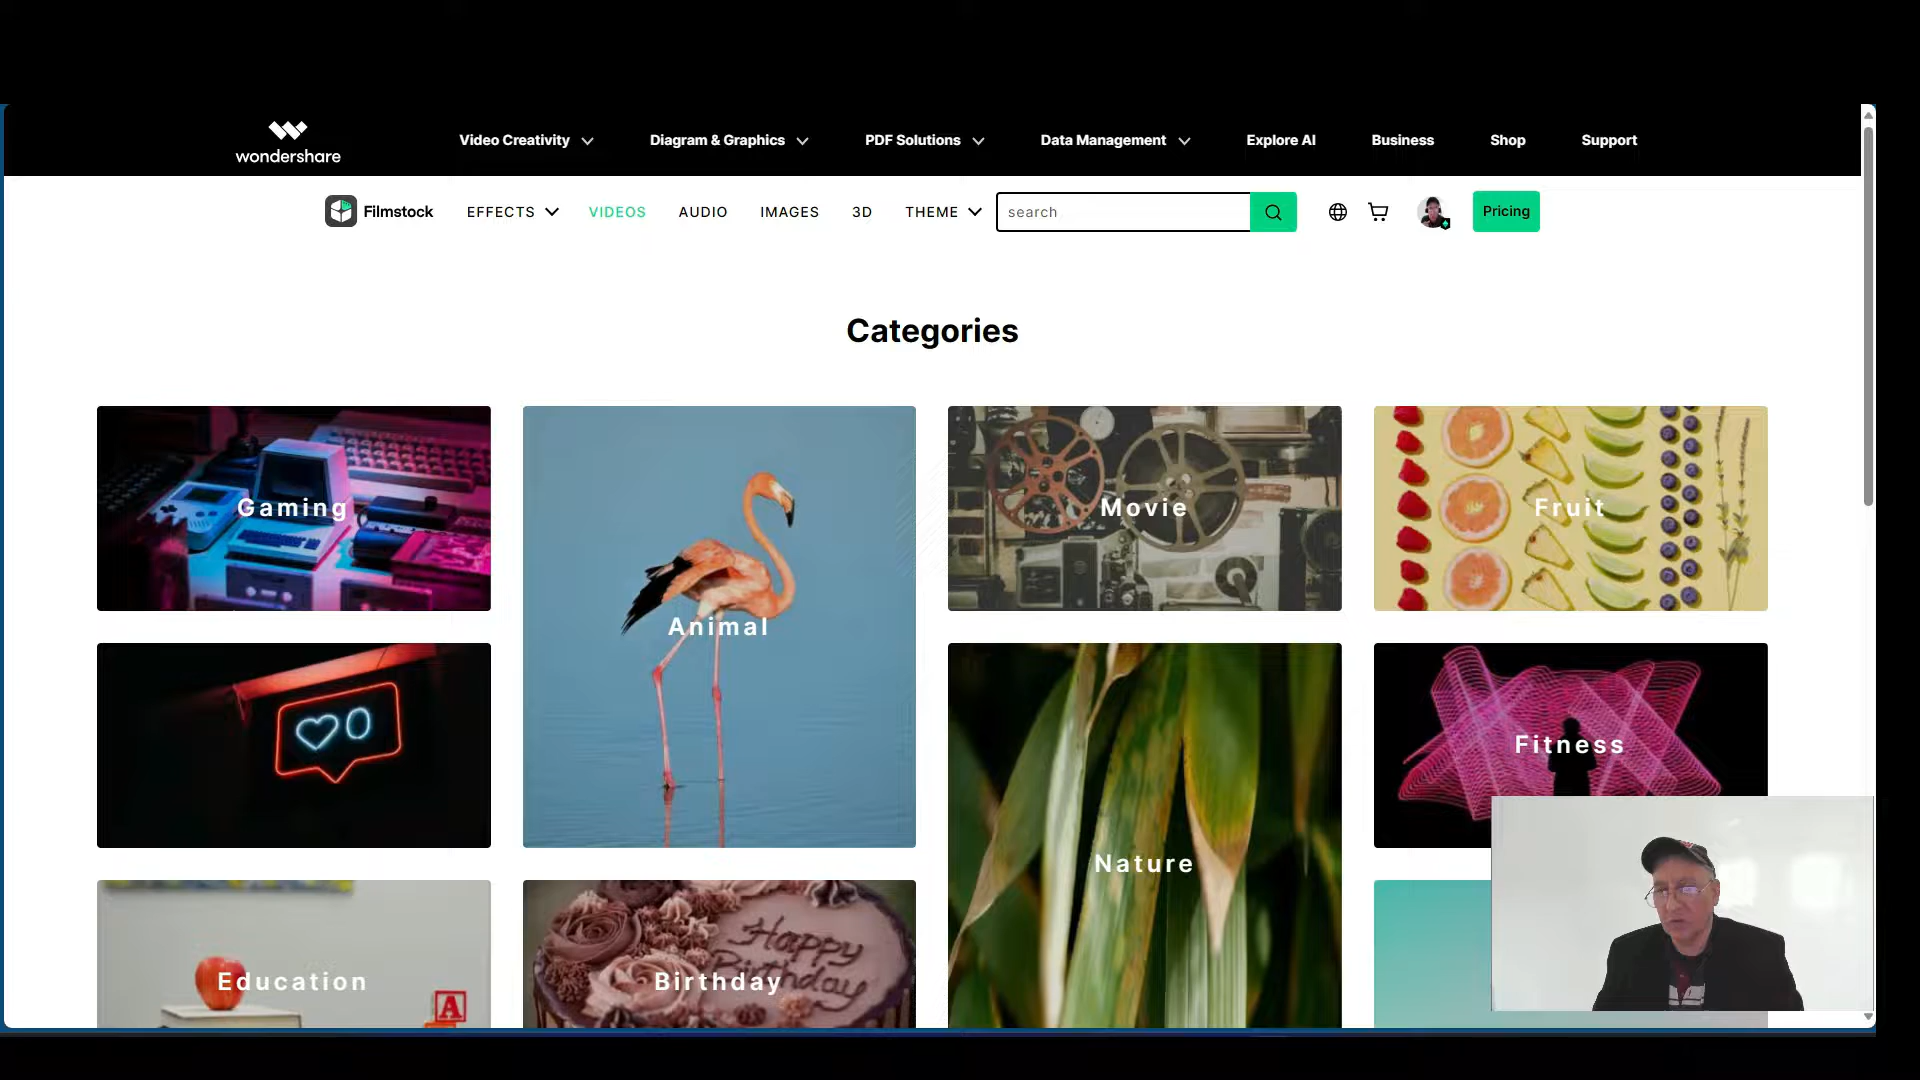 wondershare
Video Creativity
Diagram & Graphics
PDF Solutions
Data Management
Explore AI
Business
Shop
Support
Filmstock
EFFECTS
VIDEOS
AUDIO
IMAGES
3D
THEME
search
Pricing
Categories
Gaming
Animal
Movie
Fruit
0
Fitness
Nature
Education
A
Happy
Birthday
Birthday